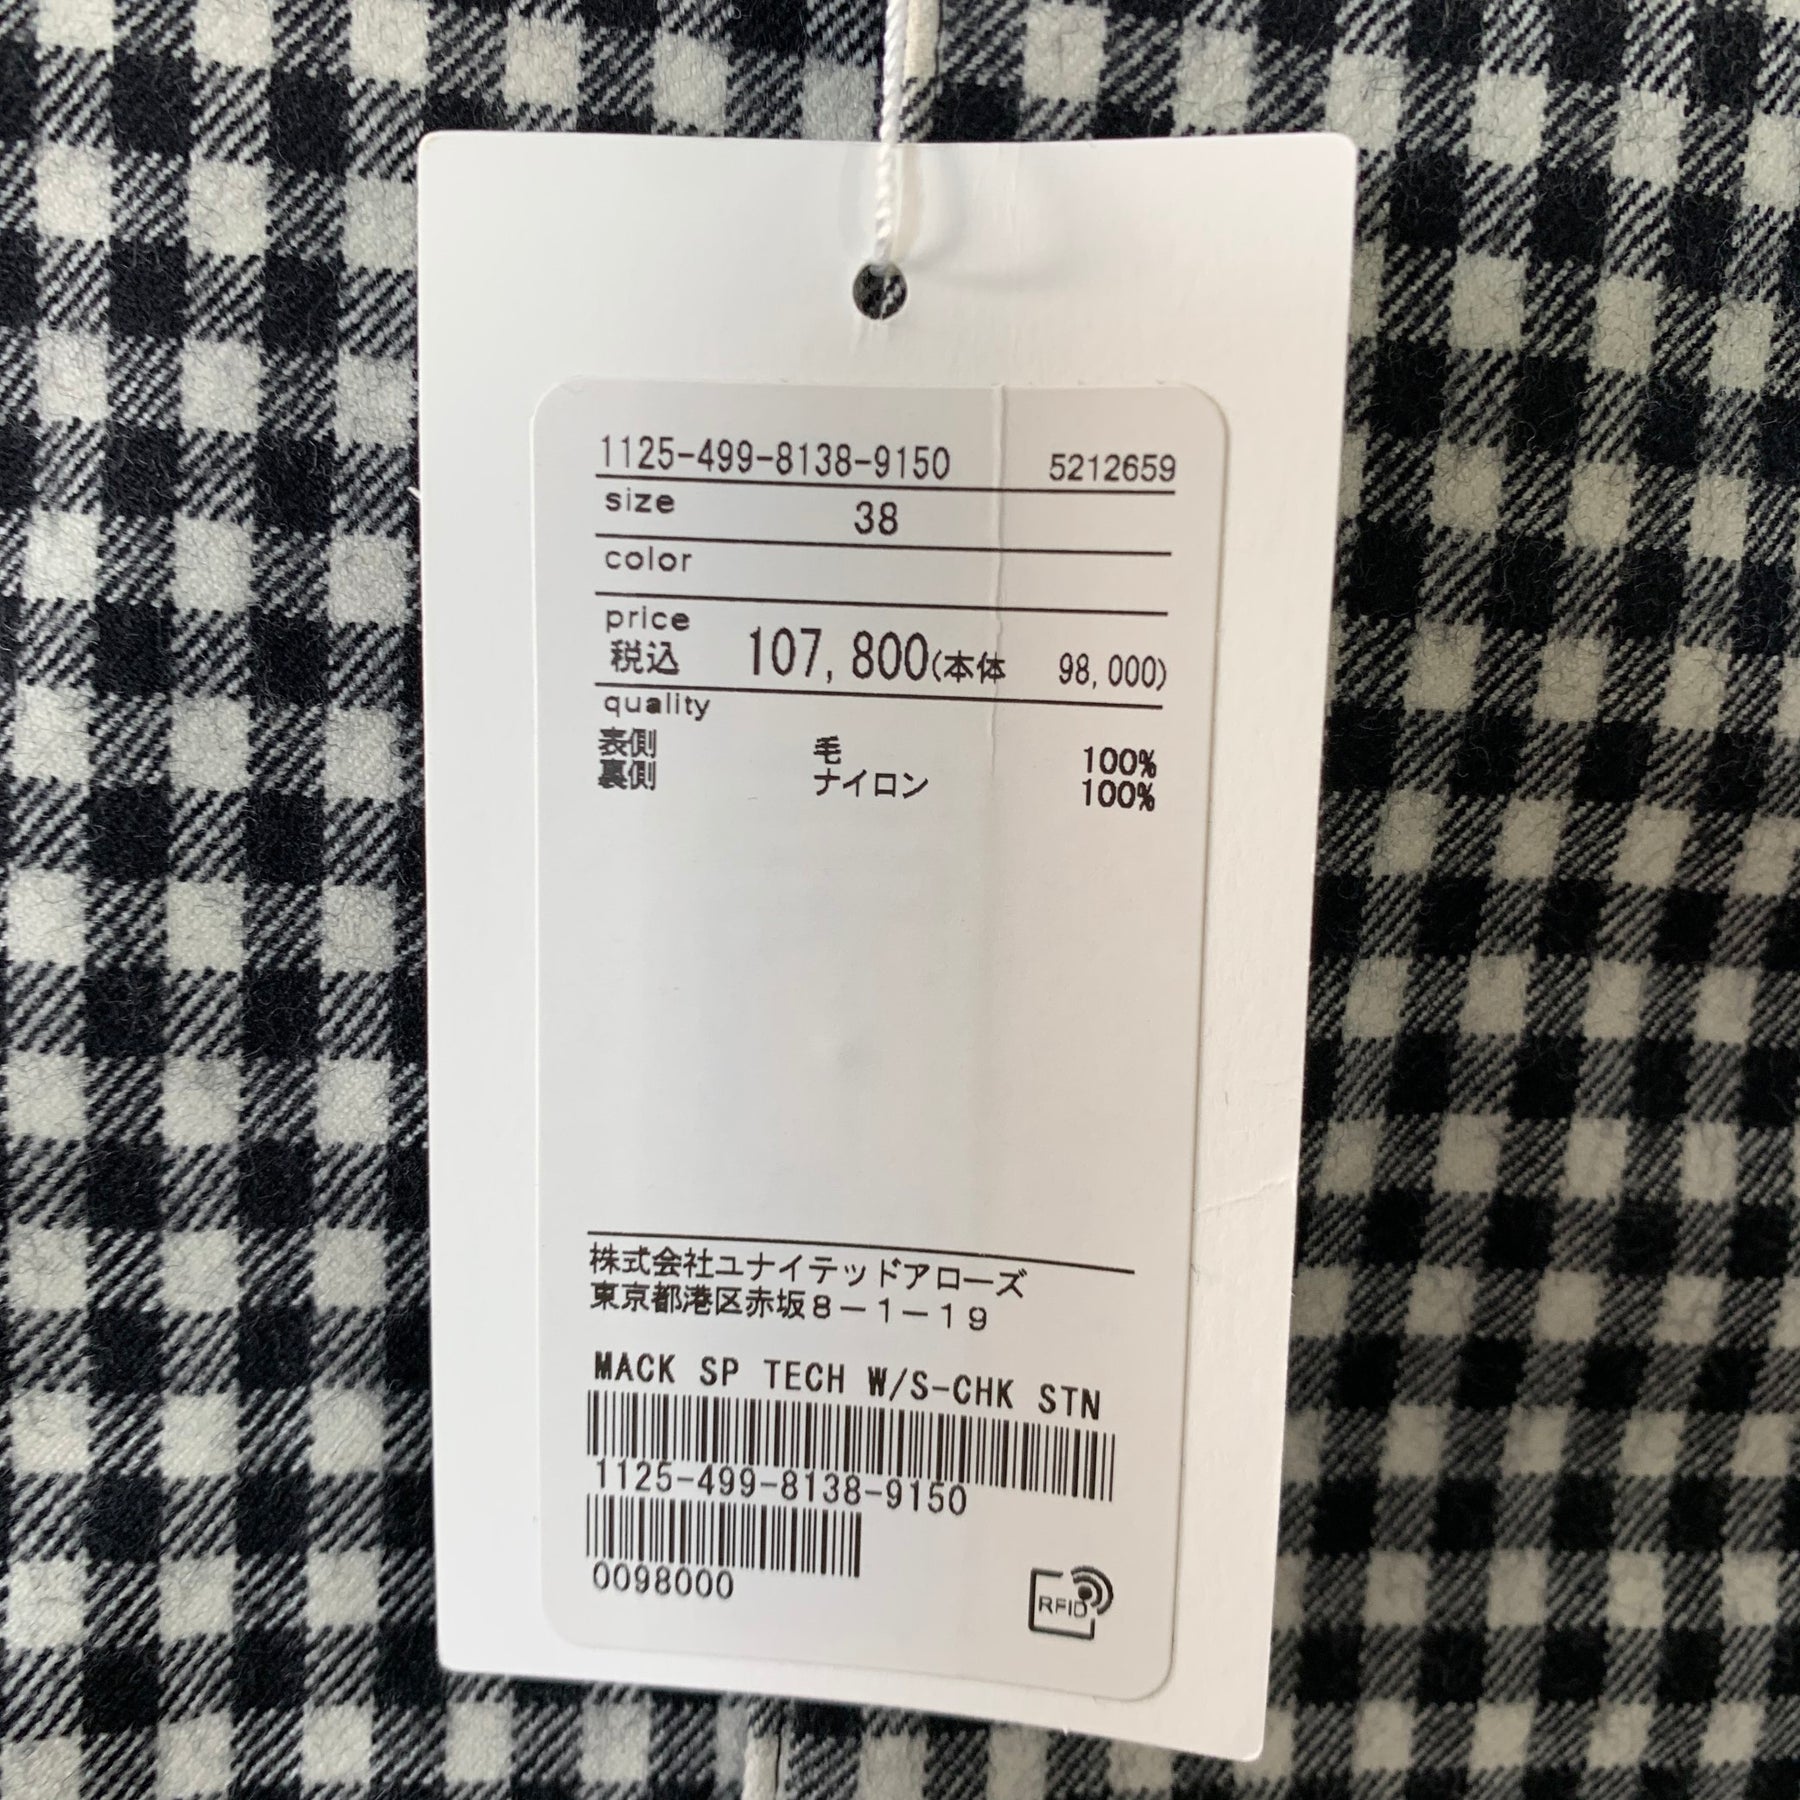 1125-499-8138-9150 5212659
size 38
color
price
税込 107,800(本体 98,000)
quality
表側 毛 100%
裏側 ナイロン 100%
株式会社ユナイテッドアローズ
東京都港区赤坂8-1-19
MACK SP TECH W/S-CHK STN
1125-499-8138-9150
0098000
RFID